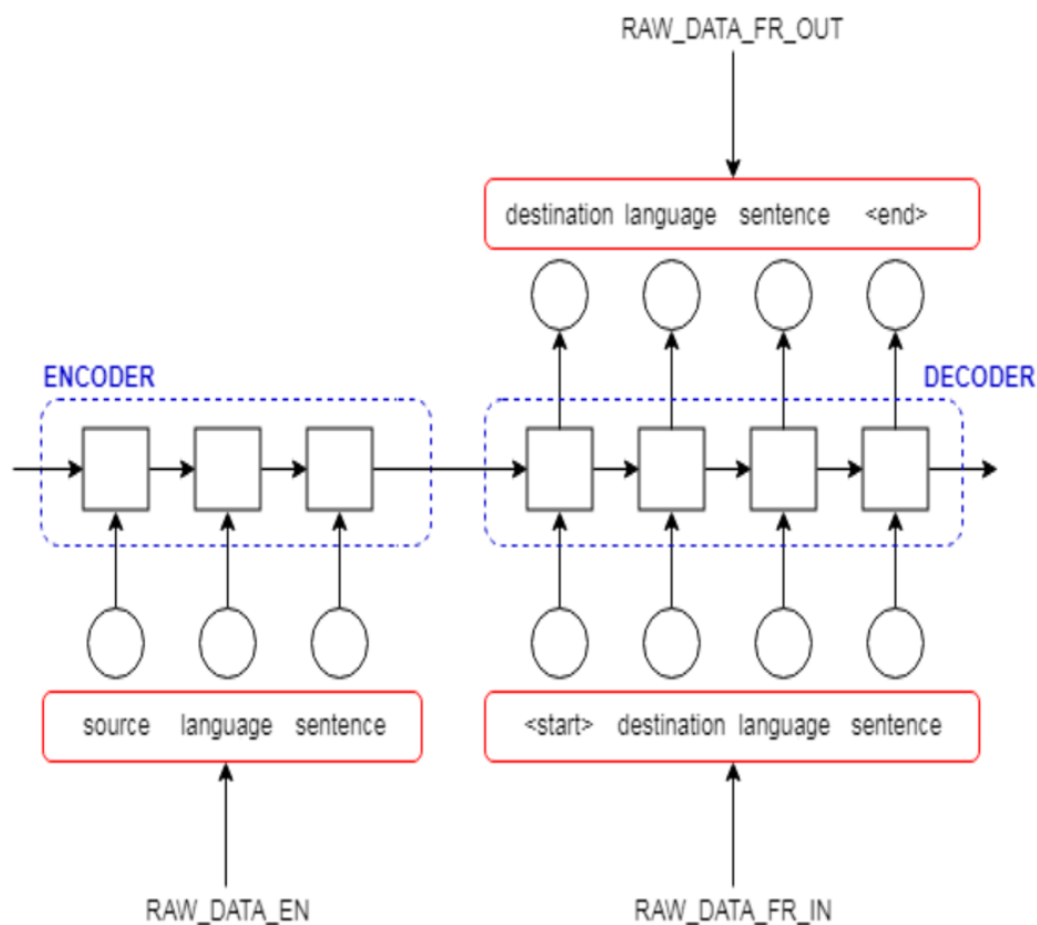 RAW_DATA_FR_OUT
destination language sentence <end>
ENCODER
DECODER
source language sentence
<start> destination language sentence
RAW_DATA_EN
RAW_DATA_FR_IN